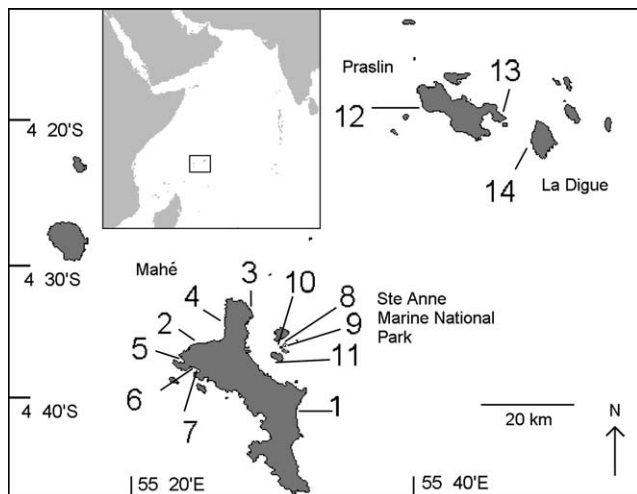 Praslin
13
12
4 20'S
14
La Digue
4 30'S
Mahé
3
10
4
8
Ste Anne
Marine National
Park
2
9
5
11
6
4 40'S
1
7
20 km
N
55 20'E
55 40'E